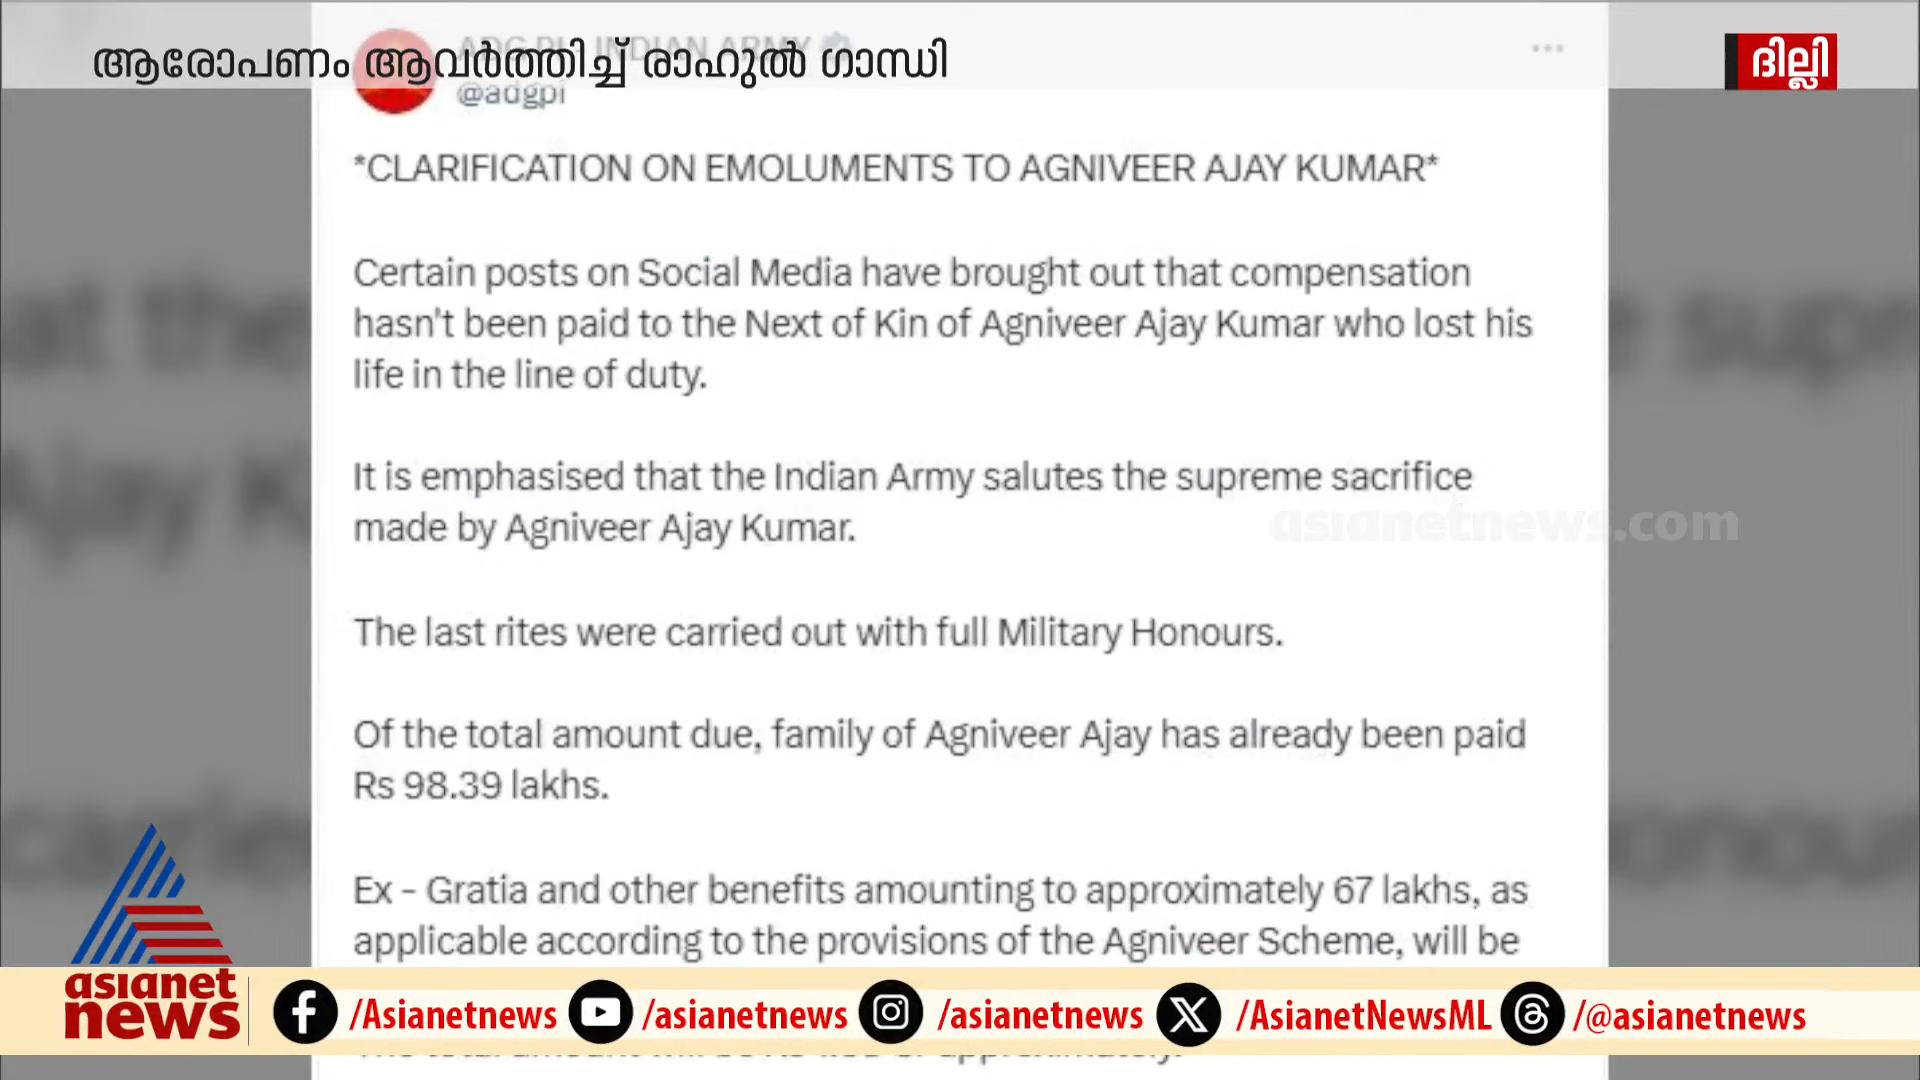 ആരോപണം ആവർത്തിച്ച് രാഹുൽ ഗാന്ധി
ദില്ലി
ADG PI - INDIAN ARMY
@adgpi
*CLARIFICATION ON EMOLUMENTS TO AGNIVEER AJAY KUMAR*
Certain posts on Social Media have brought out that compensation
hasn't been paid to the Next of Kin of Agniveer Ajay Kumar who lost his
life in the line of duty.
It is emphasised that the Indian Army salutes the supreme sacrifice
made by Agniveer Ajay Kumar.
asianetnews.com
The last rites were carried out with full Military Honours.
Of the total amount due, family of Agniveer Ajay has already been paid
Rs 98.39 lakhs.
Ex - Gratia and other benefits amounting to approximately 67 lakhs, as
applicable according to the provisions of the Agniveer Scheme, will be
asianet
news
/Asianetnews
/asianetnews
/asianetnews
/AsianetNewsML
/@asianetnews